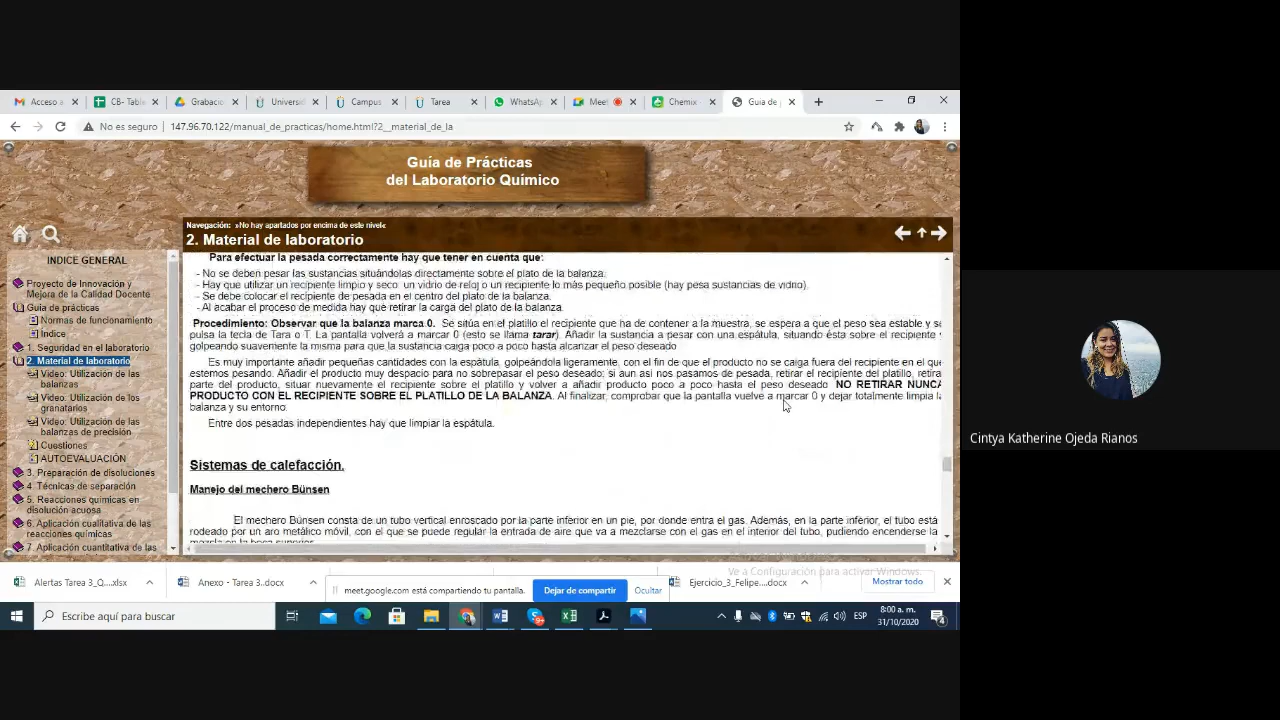 Acceso a
CB- Table
Grabacio
Universi
Campus
Tarea
WhatsAp
Meet
Chemix
Guia de
No es seguro
147.96.70.122/manual_de_practicas/home.html?2__material_de_la
Guía de Prácticas
del Laboratorio Químico
Navegación: »No hay apartados por encima de este nivel«
2. Material de laboratorio
INDICE GENERAL
Proyecto de Innovación y
Mejora de la Calidad Docente
Guia de prácticas
Normas de funcionamiento
Índice
1. Seguridad en el laboratorio
2. Material de laboratorio
Video: Utilización de las
balanzas
Video. Utilización de los
granatarios
Video: Utilización de las
balanzas de precisión
Cuestiones
AUTOEVALUACIÓN
3. Preparación de disoluciones
4. Técnicas de separación
5. Reacciones químicas en
disolución acuosa
6. Aplicación cualitativa de las
reacciones químicas
7. Aplicación cuantitativa de las
Para efectuar la pesada correctamente hay que tener en cuenta que:
- No se deben pesar las sustancias situándolas directamente sobre el plato de la balanza.
- Hay que utilizar un recipiente limpio y seco: un vidrio de reloj o un recipiente lo más pequeño posible (hay pesa sustancias de vidrio).
- Se debe colocar el recipiente de pesada en el centro del plato de la balanza.
- Al acabar el proceso de medida hay que retirar la carga del plato de la balanza.
Procedimiento: Observar que la balanza marca 0. Se sitúa en el platillo el recipiente que ha de contener a la muestra, se espera a que el peso sea estable y se
pulsa la tecla de Tara o T. La pantalla volverá a marcar 0 (esto se llama tarar). Añadir la sustancia a pesar con una espátula, situando ésta sobre el recipiente y
golpeando suavemente la misma para que la sustancia caiga poco a poco hasta alcanzar el peso deseado
Es muy importante añadir pequeñas cantidades con la espátula, golpeándola ligeramente, con el fin de que el producto no se caiga fuera del recipiente en el que
estemos pesando. Añadir el producto muy despacio para no sobrepasar el peso deseado; si aun así nos pasamos de pesada, retirar el recipiente del platillo, retira
parte del producto, situar nuevamente el recipiente sobre el platillo y volver a añadir producto poco a poco hasta el peso deseado NO RETIRAR NUNCA
PRODUCTO CON EL RECIPIENTE SOBRE EL PLATILLO DE LA BALANZA. Al finalizar, comprobar que la pantalla vuelve a marcar 0 y dejar totalmente limpia la
balanza y su entorno.
Entre dos pesadas independientes hay que limpiar la espátula.
Sistemas de calefacción.
Manejo del mechero Bünsen
El mechero Bünsen consta de un tubo vertical enroscado por la parte inferior en un pie, por donde entra el gas. Además, en la parte inferior, el tubo está
rodeado por un aro metálico móvil, con el que se puede regular la entrada de aire que va a mezclarse con el gas en el interior del tubo, pudiendo encenderse la
mezcla en la boca superior.
Cintya Katherine Ojeda Rianos
Ve a Configuración para activar Windows.
Alertas Tarea 3_Q....xlsx
Anexo - Tarea 3..docx
meet.google.com está compartiendo tu pantalla.
Dejar de compartir
Ocultar
Ejercicio_3_Felipe....docx
Mostrar todo
Escribe aquí para buscar
ESP
8:00 a. m.
31/10/2020
4